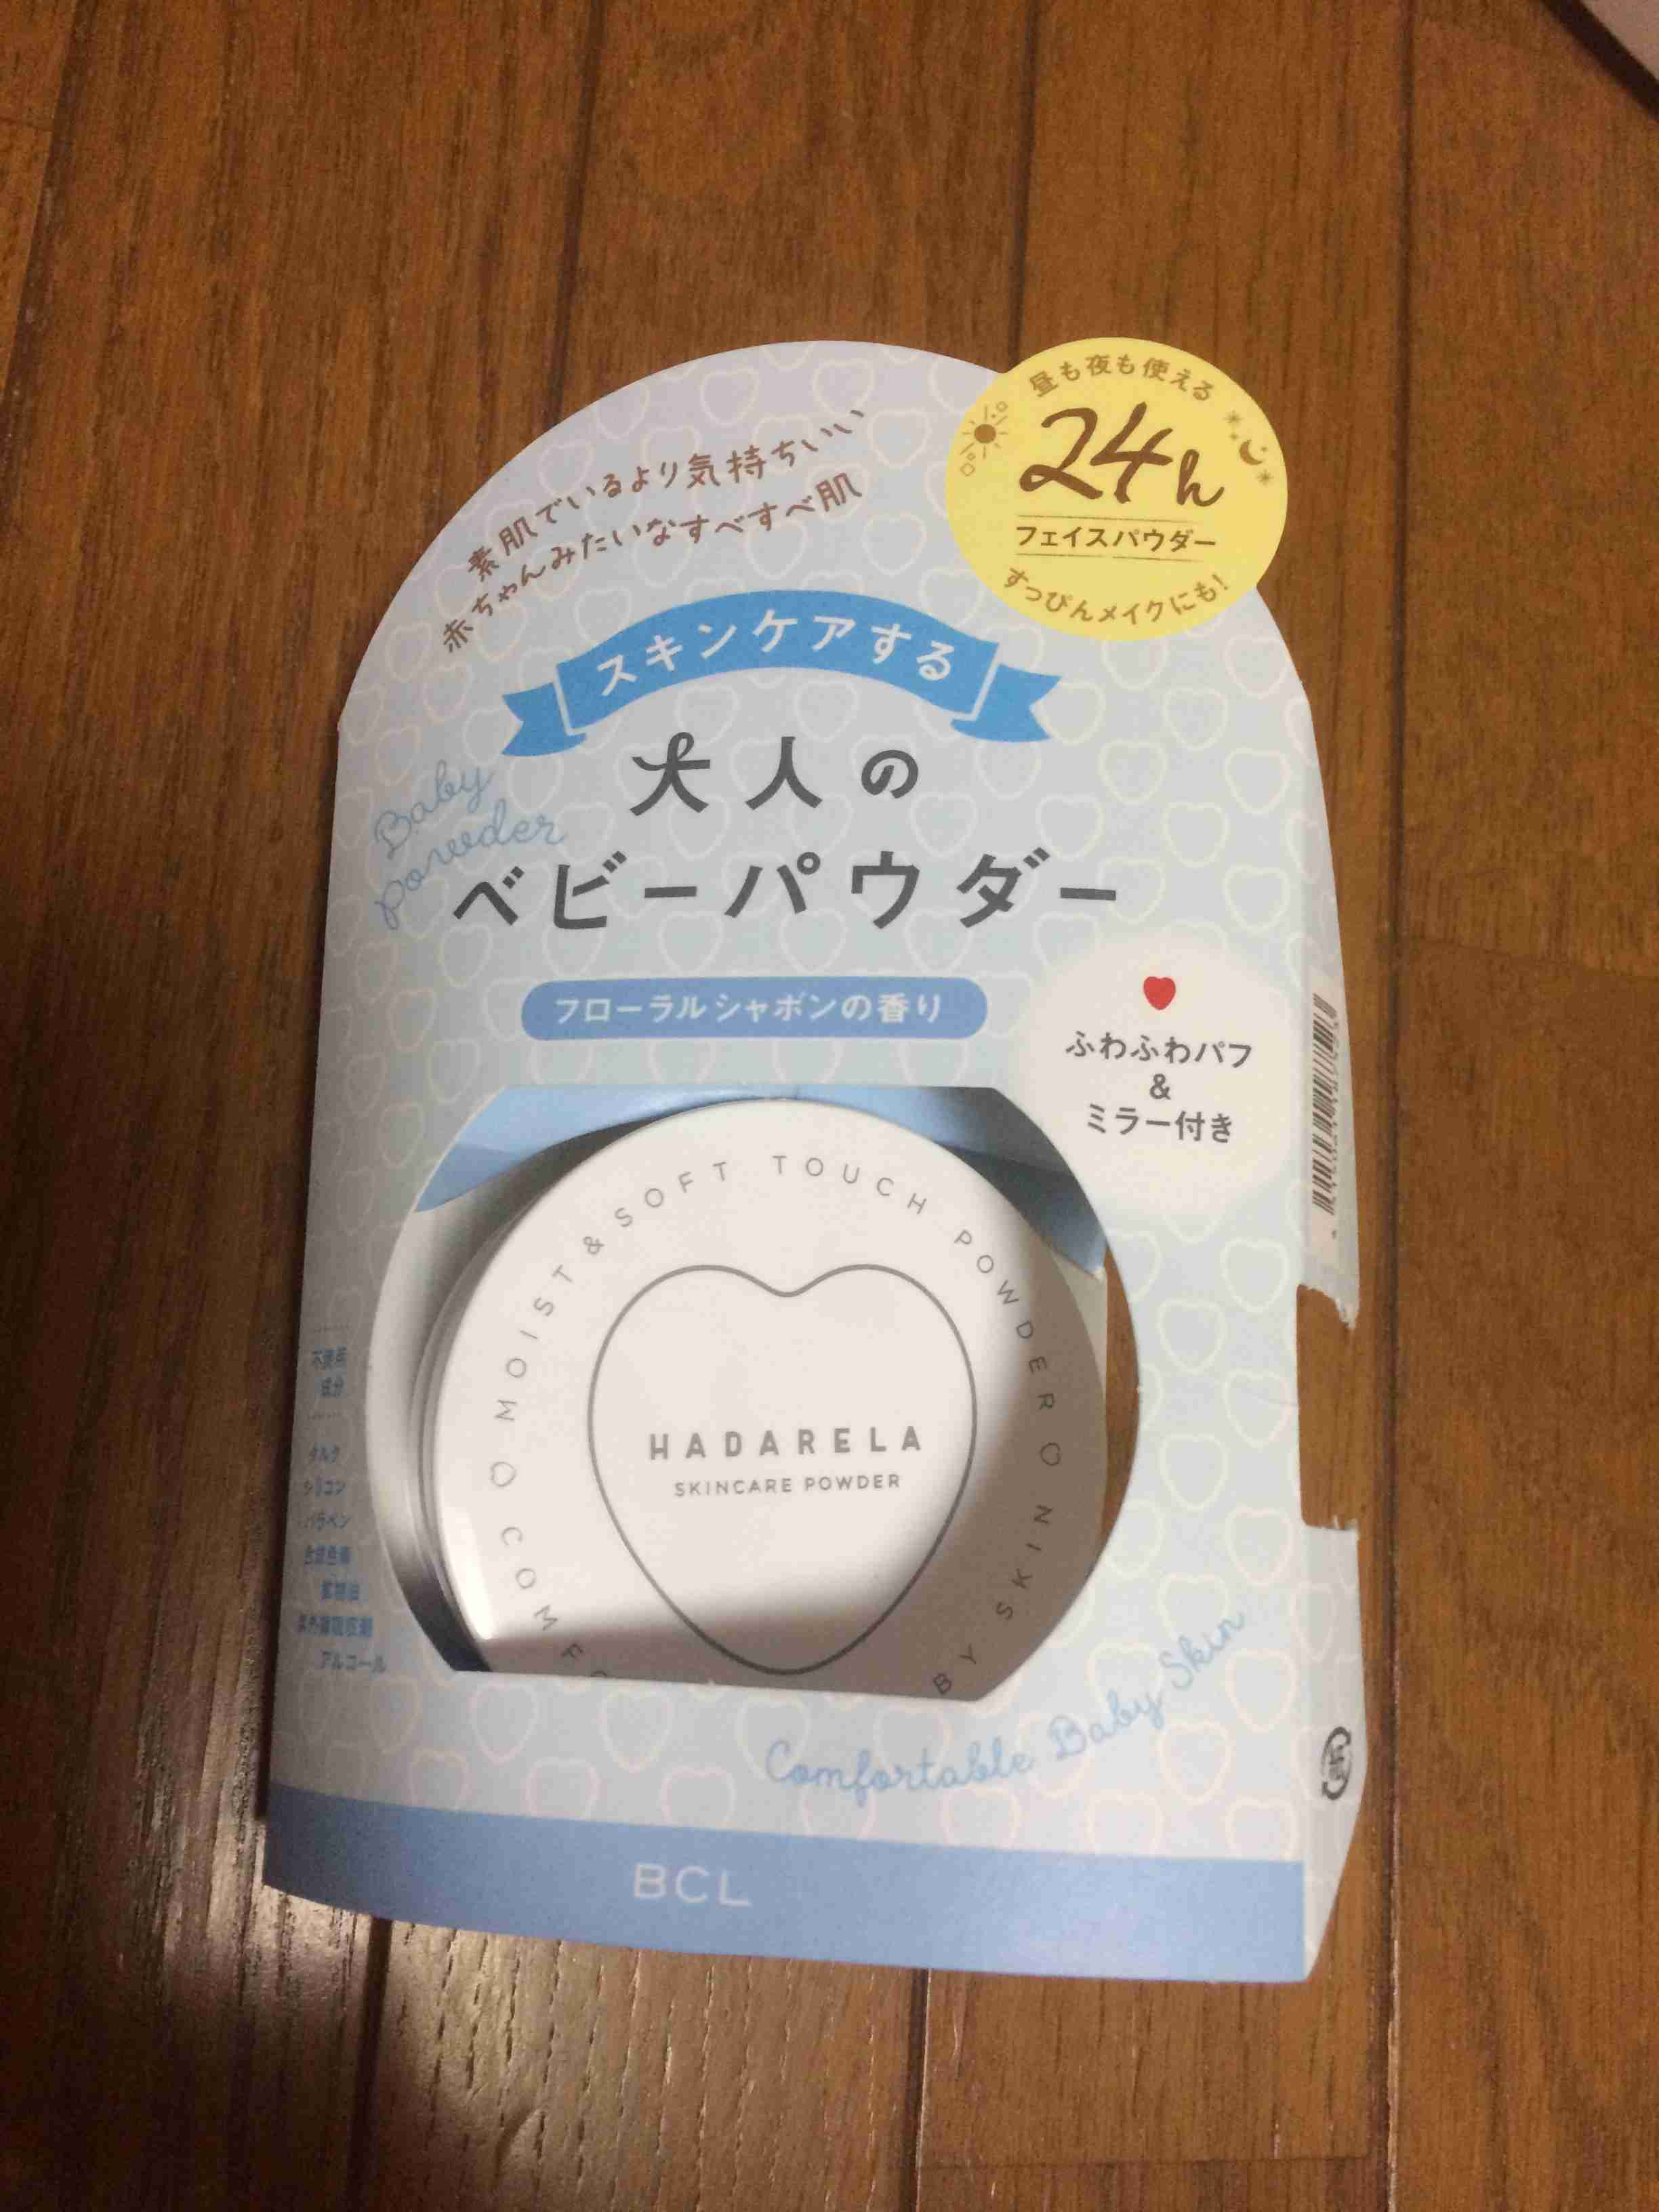 昼も夜も使える
24h
フェイスパウダー
すっぴんメイクにも!
素肌でいるより気持ちいい
赤ちゃんみたいなすべすべ肌
スキンケアする
Baby
powder
大人の
ベビーパウダー
フローラルシャボンの香り
ふわふわパフ
&
ミラー付き
MOIST & SOFT TOUCH POWDER
BY SKIN
HADARELA
SKINCARE POWDER
不使用
成分
タルク
シリコン
パラベン
合成色素
鉱物油
紫外線吸収剤
アルコール
Comfortable Baby Skin
BCL